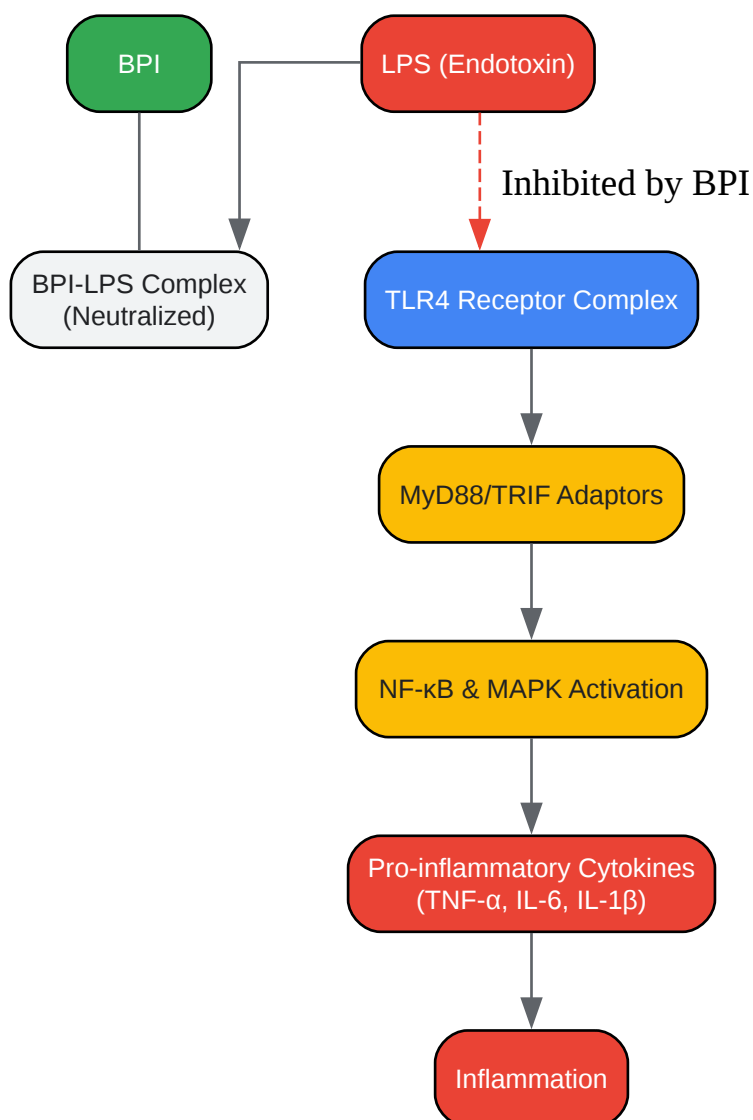 BPI
LPS (Endotoxin)
Inhibited by BPI
BPI-LPS Complex
(Neutralized)
TLR4 Receptor Complex
MyD88/TRIF Adaptors
NF-κB & MAPK Activation
Pro-inflammatory Cytokines
(TNF-α, IL-6, IL-1β)
Inflammation